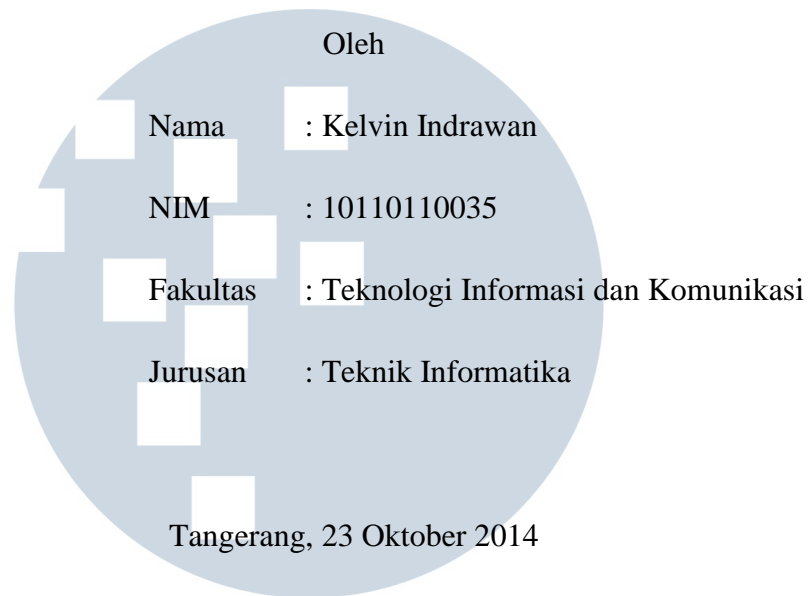 Oleh
Nama : Kelvin Indrawan
NIM : 10110110035
Fakultas : Teknologi Informasi dan Komunikasi
Jurusan : Teknik Informatika
Tangerang, 23 Oktober 2014